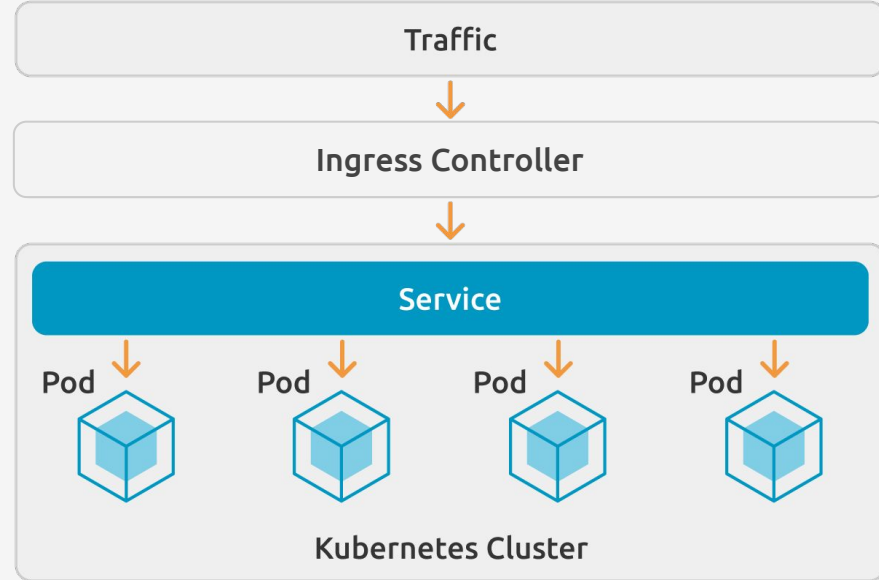 Traffic
Ingress Controller
Service
Pod
Pod
Pod
Pod
Kubernetes Cluster